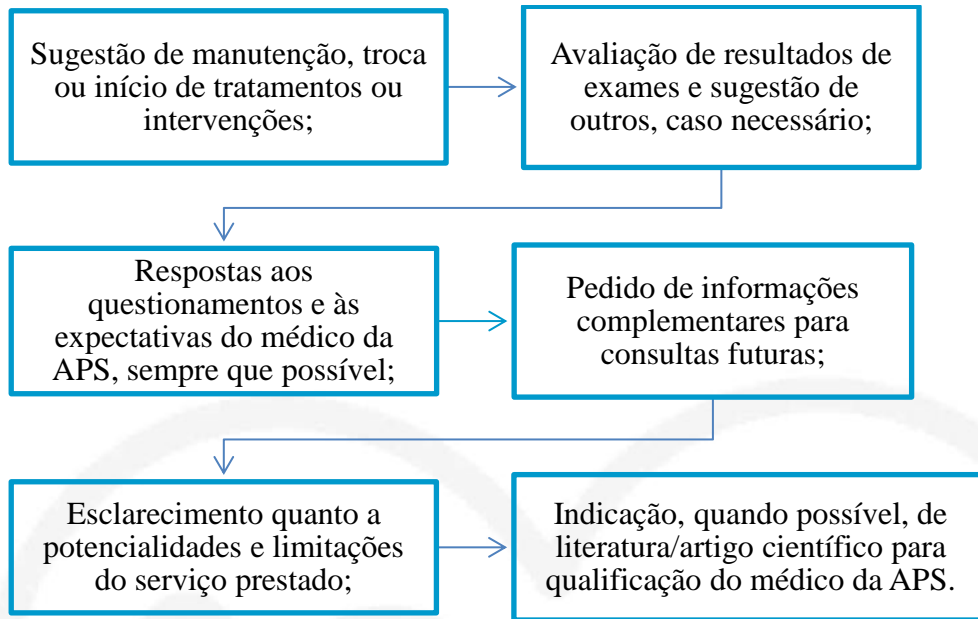 Sugestão de manutenção, troca
ou início de tratamentos ou
intervenções;
Avaliação de resultados de
exames e sugestão de
outros, caso necessário;
Respostas aos
questionamentos e às
expectativas do médico da
APS, sempre que possível;
Pedido de informações
complementares para
consultas futuras;
Esclarecimento quanto a
potencialidades e limitações
do serviço prestado;
Indicação, quando possível, de
literatura/artigo científico para
qualificação do médico da APS.